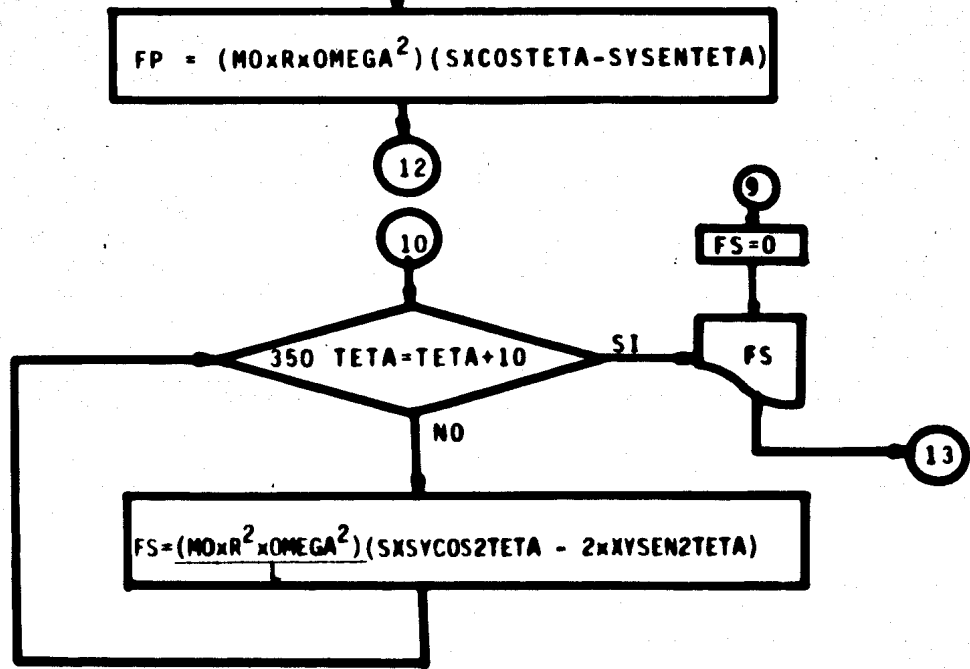 FP = (MOxRxOMEGA²)(SXCOSTETA-SYSENTETA)
12
9
10
FS=0
350 TETA=TETA+10
SI
FS
NO
13
FS=(MOxR²xOMEGA²)(SXSYCOS2TETA - 2xXYSEN2TETA)
L